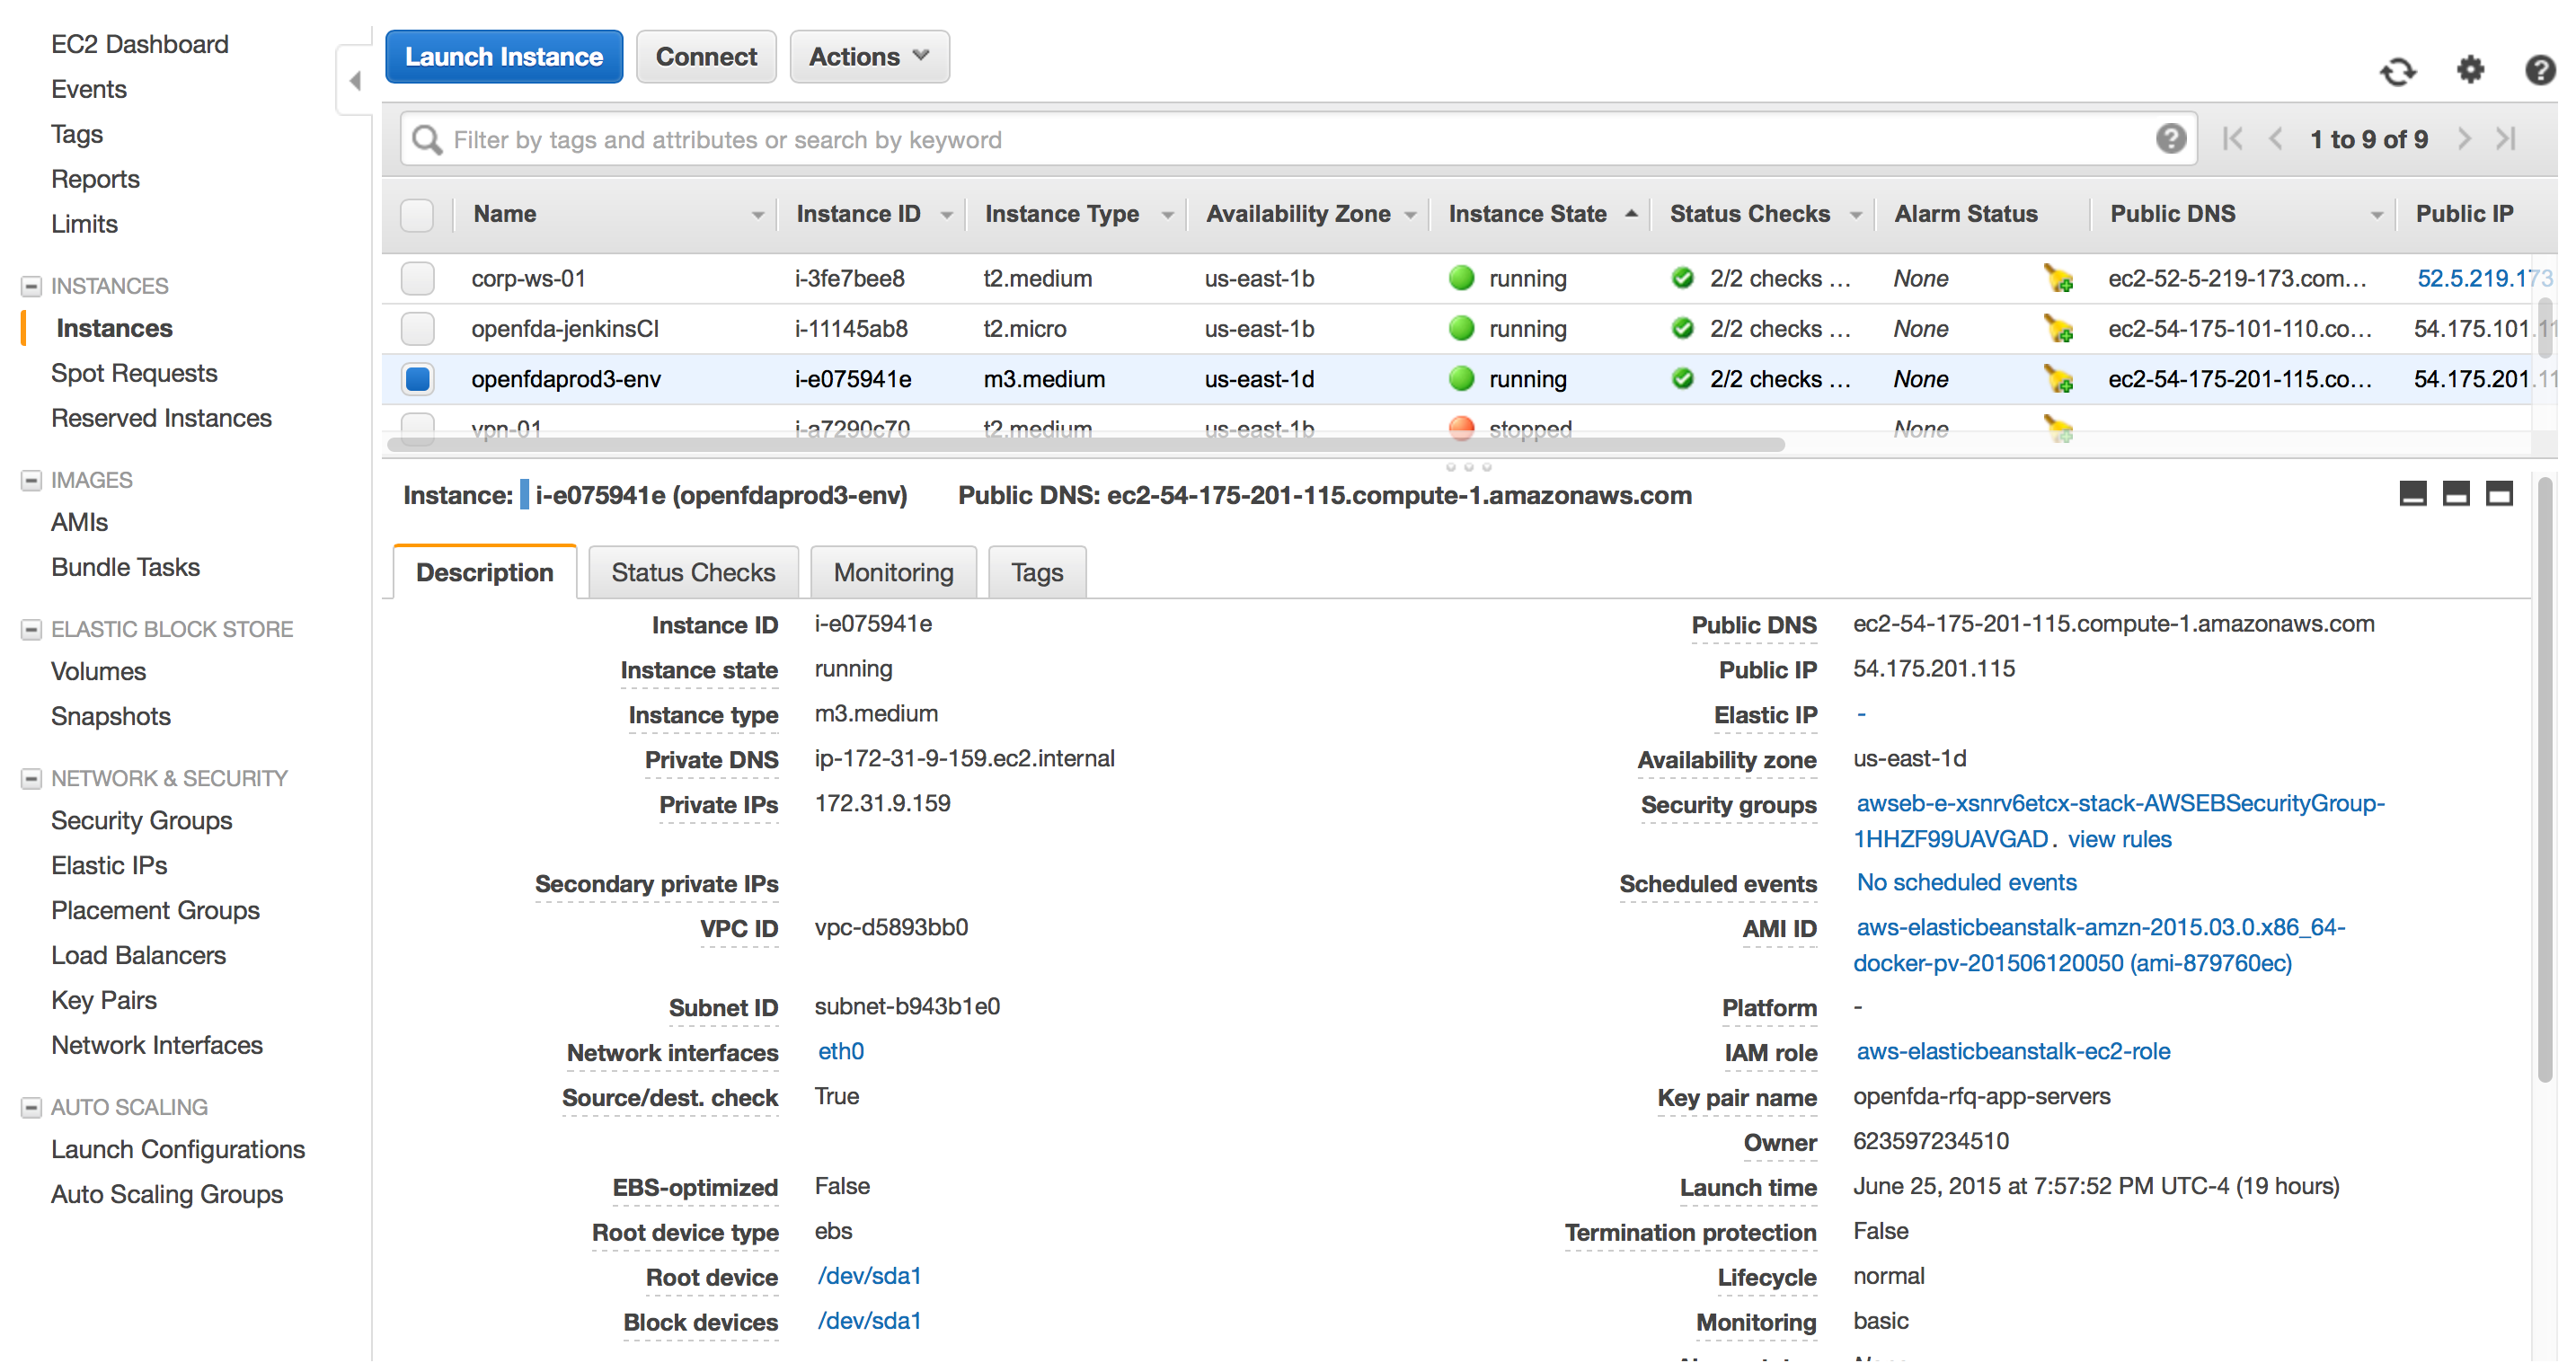 EC2 Dashboard
Events
Tags
Reports
Limits
INSTANCES
Instances
Spot Requests
Reserved Instances
IMAGES
AMIs
Bundle Tasks
ELASTIC BLOCK STORE
Volumes
Snapshots
NETWORK & SECURITY
Security Groups
Elastic IPs
Placement Groups
Load Balancers
Key Pairs
Network Interfaces
AUTO SCALING
Launch Configurations
Auto Scaling Groups
Launch Instance Connect Actions
Filter by tags and attributes or search by keyword 1 to 9 of 9
Name Instance ID Instance Type Availability Zone Instance State Status Checks Alarm Status Public DNS Public IP
corp-ws-01 i-3fe7bee8 t2.medium us-east-1b running 2/2 checks ... None ec2-52-5-219-173.com... 52.5.219.173
openfda-jenkinsCI i-11145ab8 t2.micro us-east-1b running 2/2 checks ... None ec2-54-175-101-110.co... 54.175.101.11
openfdaprod3-env i-e075941e m3.medium us-east-1d running 2/2 checks ... None ec2-54-175-201-115.co... 54.175.201.11
vpn-01 i-a7290c70 t2.medium us-east-1b stopped None
Instance: i-e075941e (openfdaprod3-env) Public DNS: ec2-54-175-201-115.compute-1.amazonaws.com
Description Status Checks Monitoring Tags
Instance ID i-e075941e
Instance state running
Instance type m3.medium
Private DNS ip-172-31-9-159.ec2.internal
Private IPs 172.31.9.159
Secondary private IPs
VPC ID vpc-d5893bb0
Subnet ID subnet-b943b1e0
Network interfaces eth0
Source/dest. check True
EBS-optimized False
Root device type ebs
Root device /dev/sda1
Block devices /dev/sda1
Public DNS ec2-54-175-201-115.compute-1.amazonaws.com
Public IP 54.175.201.115
Elastic IP -
Availability zone us-east-1d
Security groups awseb-e-xsnrv6etcx-stack-AWSEBSecurityGroup-
1HHZF99UAVGAD. view rules
Scheduled events No scheduled events
AMI ID aws-elasticbeanstalk-amzn-2015.03.0.x86_64-
docker-pv-201506120050 (ami-879760ec)
Platform -
IAM role aws-elasticbeanstalk-ec2-role
Key pair name openfda-rfq-app-servers
Owner 623597234510
Launch time June 25, 2015 at 7:57:52 PM UTC-4 (19 hours)
Termination protection False
Lifecycle normal
Monitoring basic